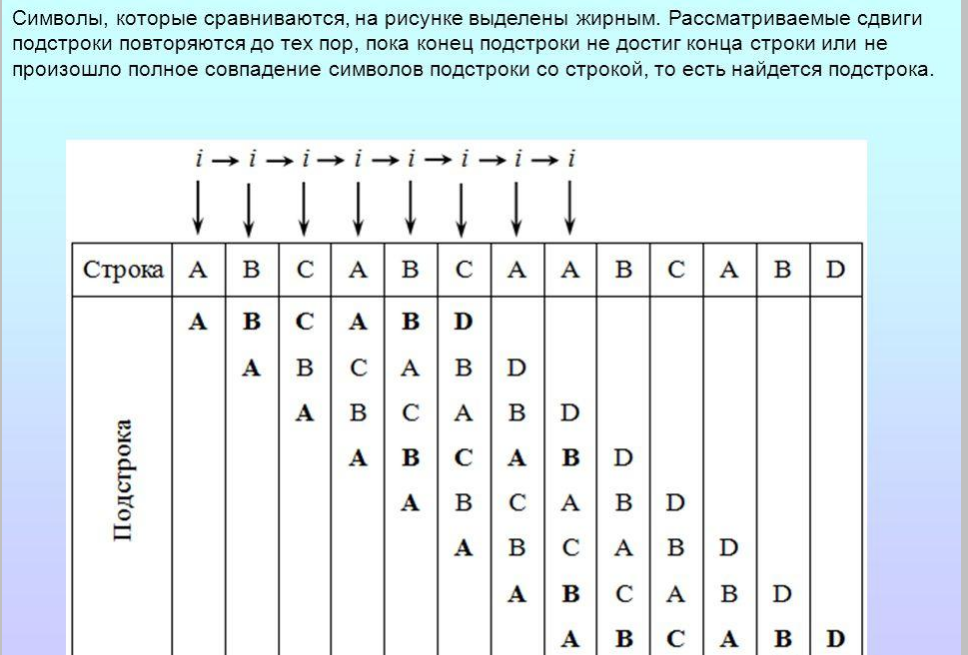 Символы, которые сравниваются, на рисунке выделены жирным. Рассматриваемые сдвиги
подстроки повторяются до тех пор, пока конец подстроки не достиг конца строки или не
произошло полное совпадение символов подстроки со строкой, то есть найдется подстрока.
i → i → i → i → i → i → i → i
Строка A B C A B C A A B C A B D
Подстрока
A B C A B D
A B C A B D
A B C A B D
A B C A B D
A B C A B D
A B C A B D
A B C A B D
A B C A B D